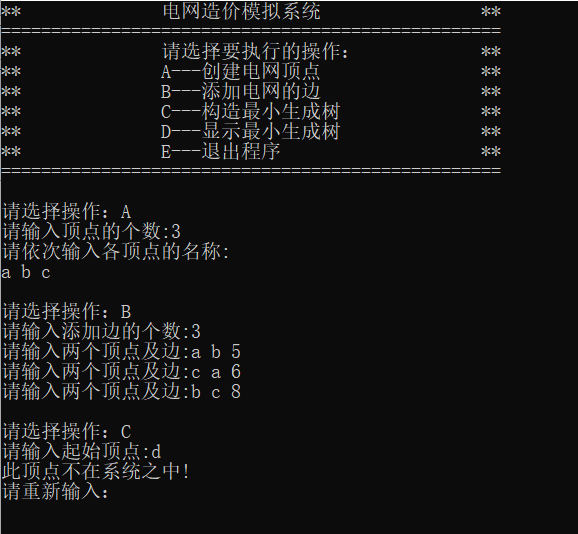 **              电网造价模拟系统                **
==================================================
**              请选择要执行的操作:             **
**              A---创建电网顶点                **
**              B---添加电网的边                **
**              C---构造最小生成树              **
**              D---显示最小生成树              **
**              E---退出程序                    **
==================================================
请选择操作：A
请输入顶点的个数:3
请依次输入各顶点的名称:
a b c
请选择操作：B
请输入添加边的个数:3
请输入两个顶点及边:a b 5
请输入两个顶点及边:c a 6
请输入两个顶点及边:b c 8
请选择操作：C
请输入起始顶点:d
此顶点不在系统之中!
请重新输入：